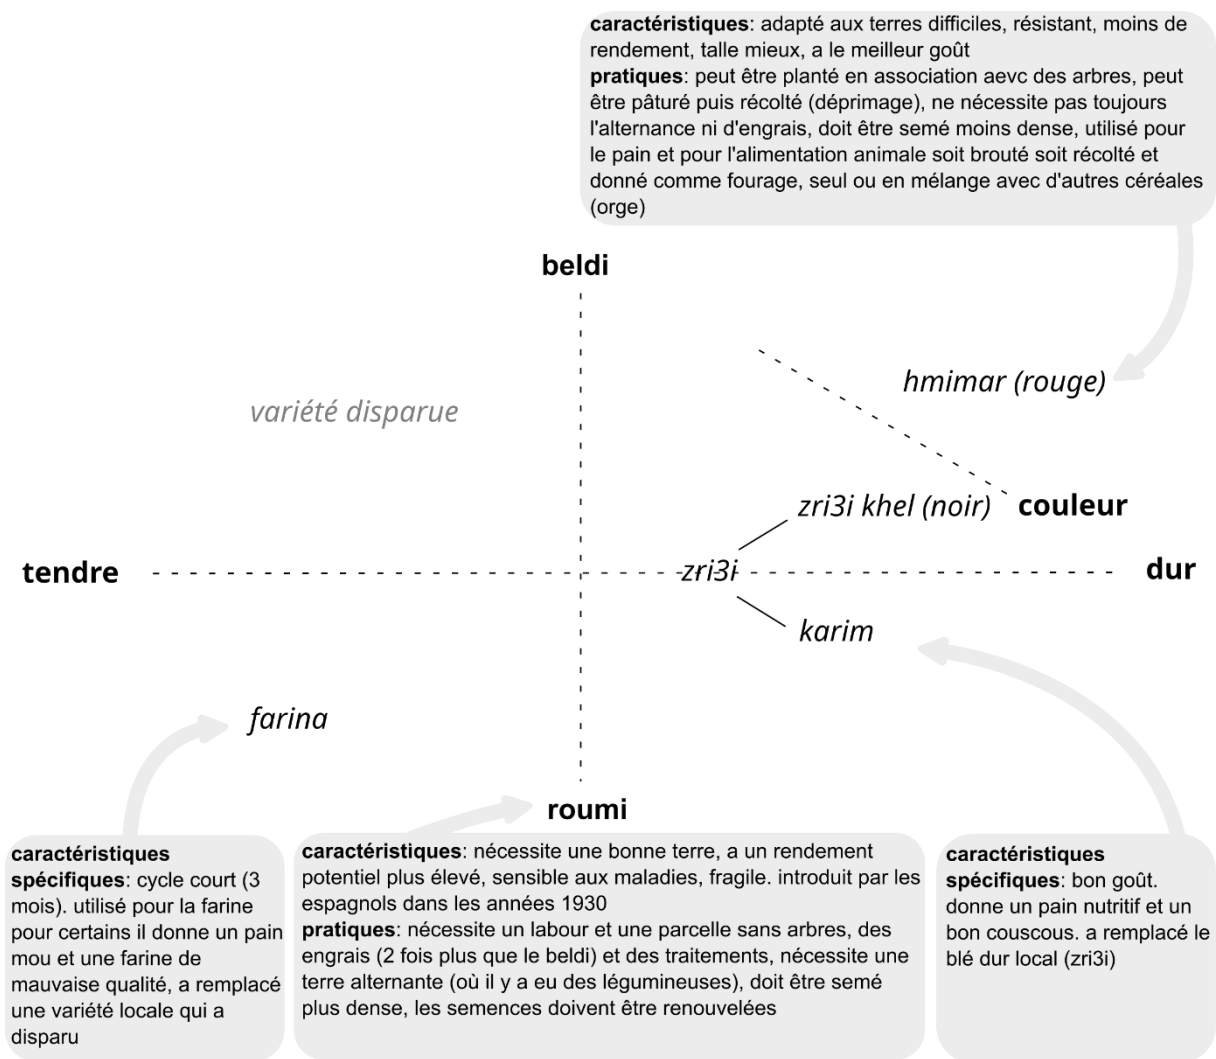 caractéristiques: adapté aux terres difficiles, résistant, moins de
rendement, talle mieux, a le meilleur goût
pratiques: peut être planté en association aevc des arbres, peut
être pâturé puis récolté (déprimage), ne nécessite pas toujours
l'alternance ni d'engrais, doit être semé moins dense, utilisé pour
le pain et pour l'alimentation animale soit brouté soit récolté et
donné comme fourage, seul ou en mélange avec d'autres céréales
(orge)
beldi
hmimar (rouge)
variété disparue
zri3i khel (noir)
couleur
tendre
zri3i
dur
karim
farina
roumi
caractéristiques
spécifiques: cycle court (3
mois). utilisé pour la farine
pour certains il donne un pain
mou et une farine de
mauvaise qualité, a remplacé
une variété locale qui a
disparu
caractéristiques: nécessite une bonne terre, a un rendement
potentiel plus élevé, sensible aux maladies, fragile. introduit par les
espagnols dans les années 1930
pratiques: nécessite un labour et une parcelle sans arbres, des
engrais (2 fois plus que le beldi) et des traitements, nécessite une
terre alternante (où il y a eu des légumineuses), doit être semé
plus dense, les semences doivent être renouvelées
caractéristiques
spécifiques: bon goût.
donne un pain nutritif et un
bon couscous. a remplacé le
blé dur local (zri3i)